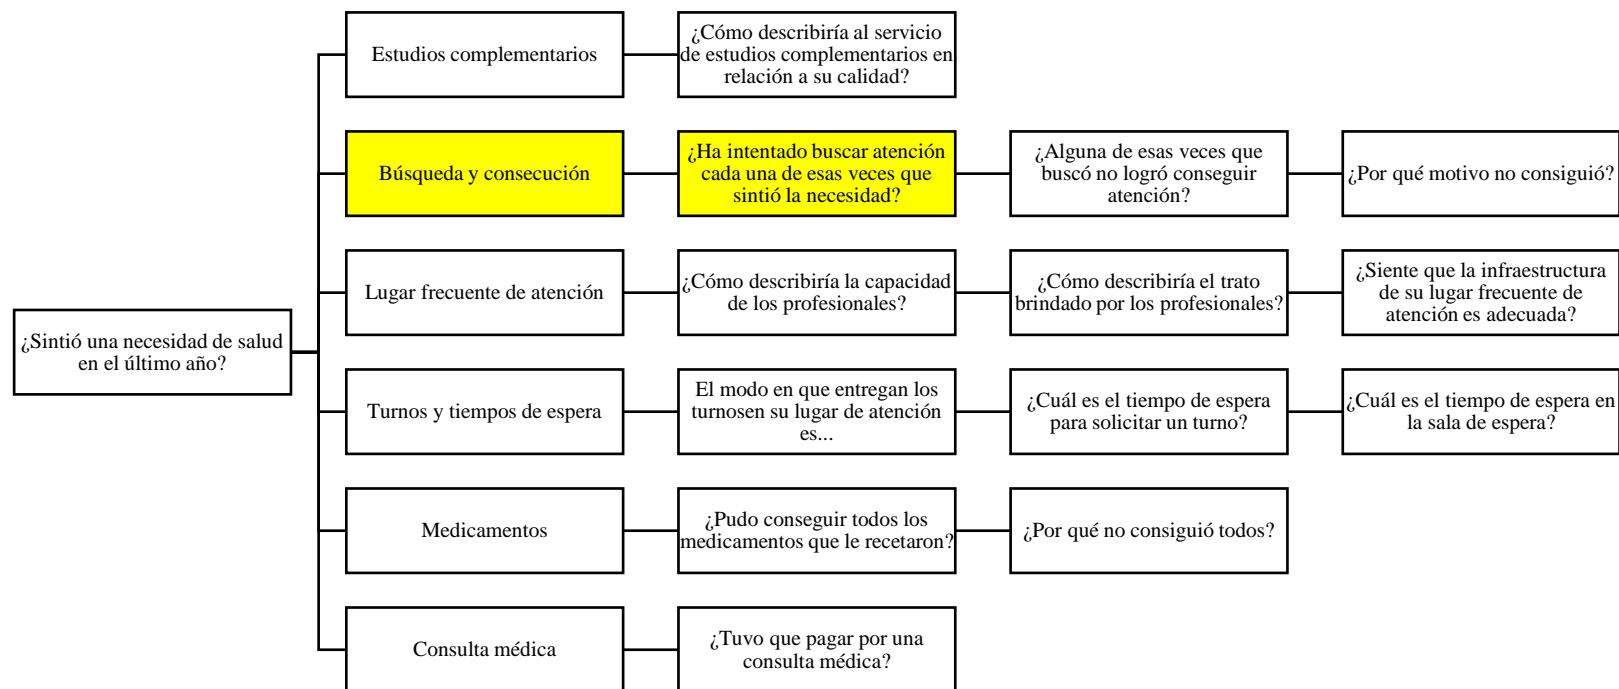 Estudios complementarios
¿Cómo describiría al servicio
de estudios complementarios en
relación a su calidad?
Búsqueda y consecución
¿Ha intentado buscar atención
cada una de esas veces que
sintió la necesidad?
¿Alguna de esas veces que
buscó no logró conseguir
atención?
¿Por qué motivo no consiguió?
Lugar frecuente de atención
¿Cómo describiría la capacidad
de los profesionales?
¿Cómo describiría el trato
brindado por los profesionales?
¿Siente que la infraestructura
de su lugar frecuente de
atención es adecuada?
¿Sintió una necesidad de salud
en el último año?
Turnos y tiempos de espera
El modo en que entregan los
turnosen su lugar de atención
es...
¿Cuál es el tiempo de espera
para solicitar un turno?
¿Cuál es el tiempo de espera en
la sala de espera?
Medicamentos
¿Pudo conseguir todos los
medicamentos que le recetaron?
¿Por qué no consiguió todos?
Consulta médica
¿Tuvo que pagar por una
consulta médica?